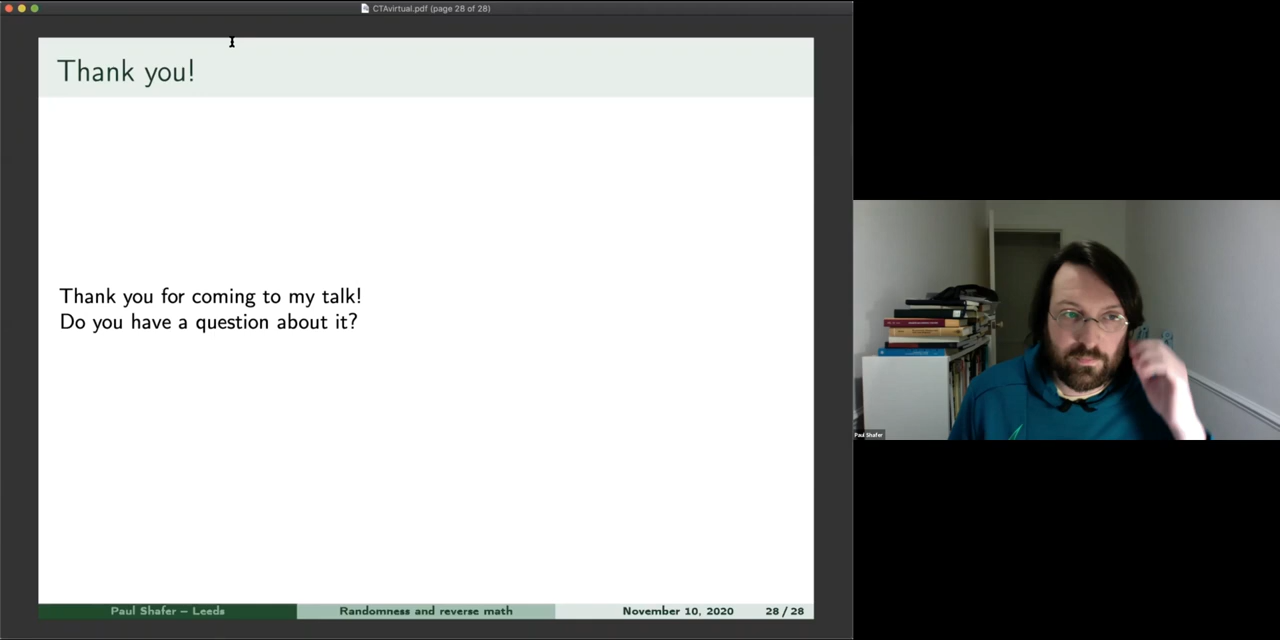 CTAvirtual.pdf (page 28 of 28)
Thank you!
Thank you for coming to my talk!
Do you have a question about it?
Paul Shafer – Leeds
Randomness and reverse math
November 10, 2020
28 / 28
Paul Shafer